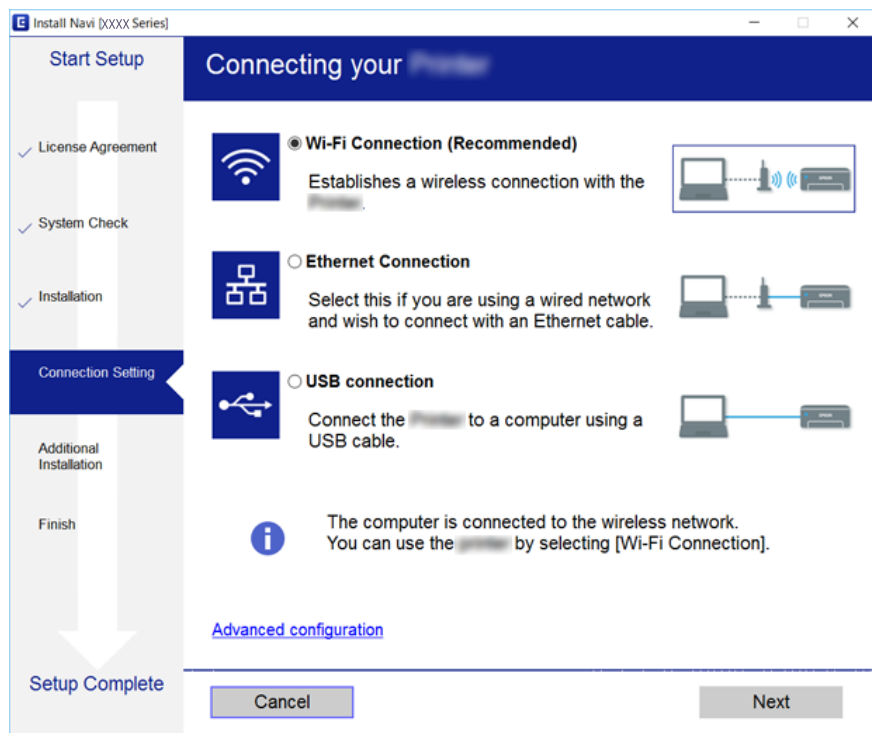 Install Navi [XXXX Series]
Start Setup
License Agreement
System Check
Installation
Connection Setting
Additional
Installation
Finish
Setup Complete
Connecting your
Wi-Fi Connection (Recommended)
Establishes a wireless connection with the
.
Ethernet Connection
Select this if you are using a wired network
and wish to connect with an Ethernet cable.
USB connection
Connect the to a computer using a
USB cable.
The computer is connected to the wireless network.
You can use the by selecting [Wi-Fi Connection].
Advanced configuration
Cancel
Next